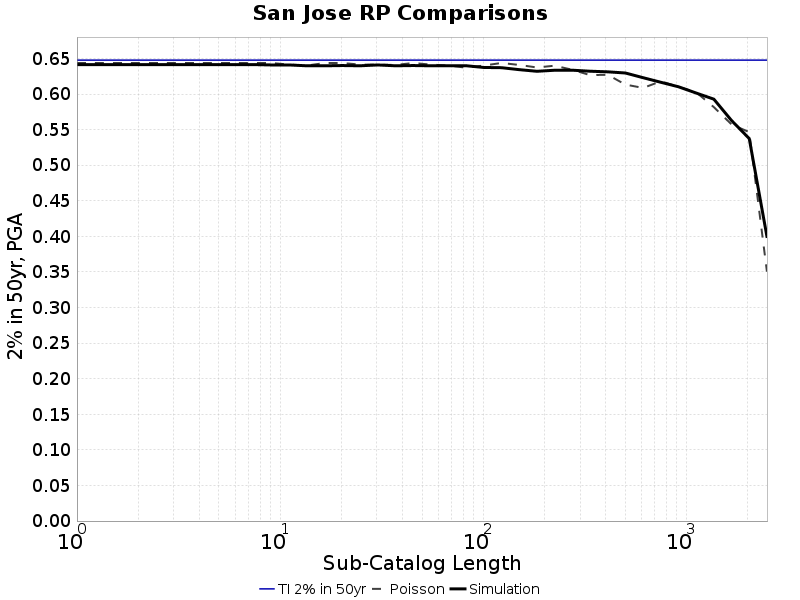 San Jose RP Comparisons
2% in 50yr, PGA
0.65
0.60
0.55
0.50
0.45
0.40
0.35
0.30
0.25
0.20
0.15
0.10
0.05
0.00
10^0 10^1 10^2 10^3
Sub-Catalog Length
TI 2% in 50yr Poisson Simulation